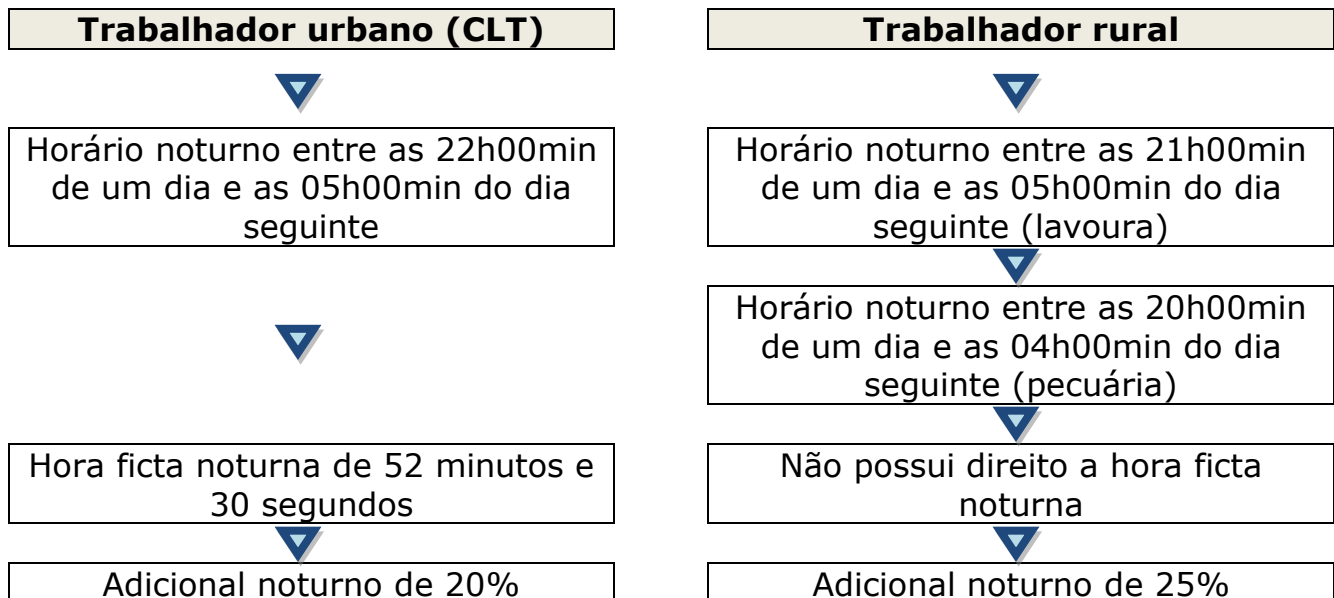 Trabalhador urbano (CLT)
Horário noturno entre as 22h00min
de um dia e as 05h00min do dia
seguinte
Hora ficta noturna de 52 minutos e
30 segundos
Adicional noturno de 20%
Trabalhador rural
Horário noturno entre as 21h00min
de um dia e as 05h00min do dia
seguinte (lavoura)
Horário noturno entre as 20h00min
de um dia e as 04h00min do dia
seguinte (pecuária)
Não possui direito a hora ficta
noturna
Adicional noturno de 25%